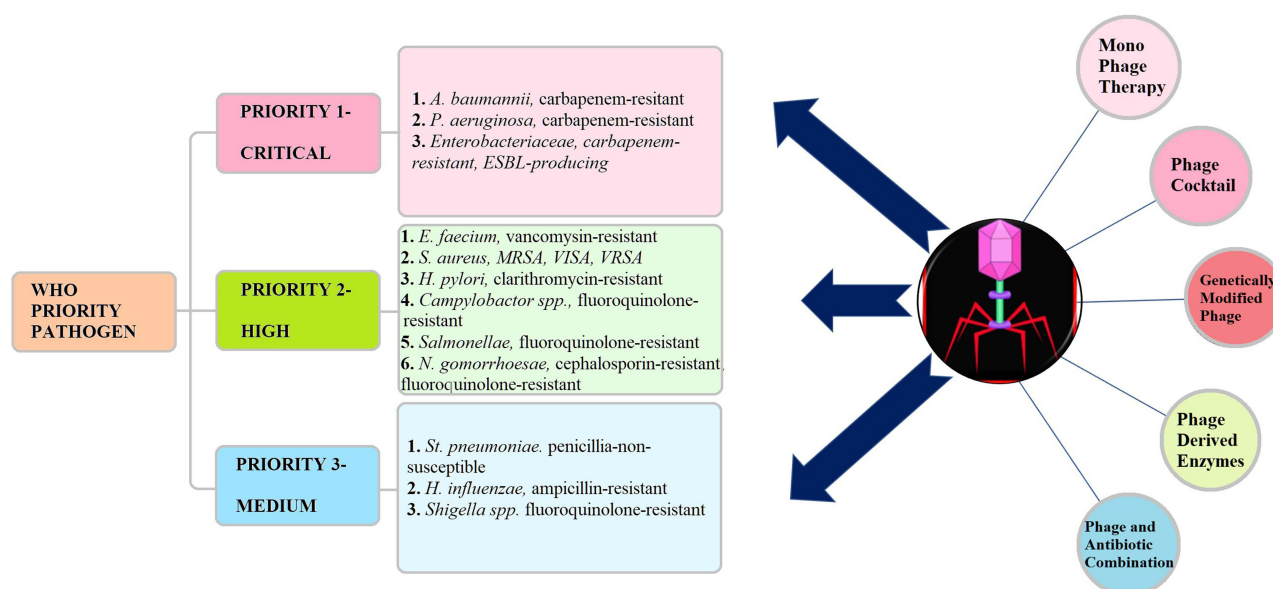 WHO
PRIORITY
PATHOGEN
PRIORITY 1-
CRITICAL
1. A. baumannii, carbapenem-resitant
2. P. aeruginosa, carbapenem-resistant
3. Enterobacteriaceae, carbapenem-
resistant, ESBL-producing
PRIORITY 2-
HIGH
1. E. faecium, vancomysin-resistant
2. S. aureus, MRSA, VISA, VRSA
3. H. pylori, clarithromycin-resistant
4. Campylobactor spp., fluoroquinolone-
resistant
5. Salmonellae, fluoroquinolone-resistant
6. N. gomorrhoesae, cephalosporin-resistant,
fluoroquinolone-resistant
PRIORITY 3-
MEDIUM
1. St. pneumoniae. penicillia-non-
susceptible
2. H. influenzae, ampicillin-resistant
3. Shigella spp. fluoroquinolone-resistant
Mono
Phage
Therapy
Phage
Cocktail
Genetically
Modified
Phage
Phage
Derived
Enzymes
Phage and
Antibiotic
Combination